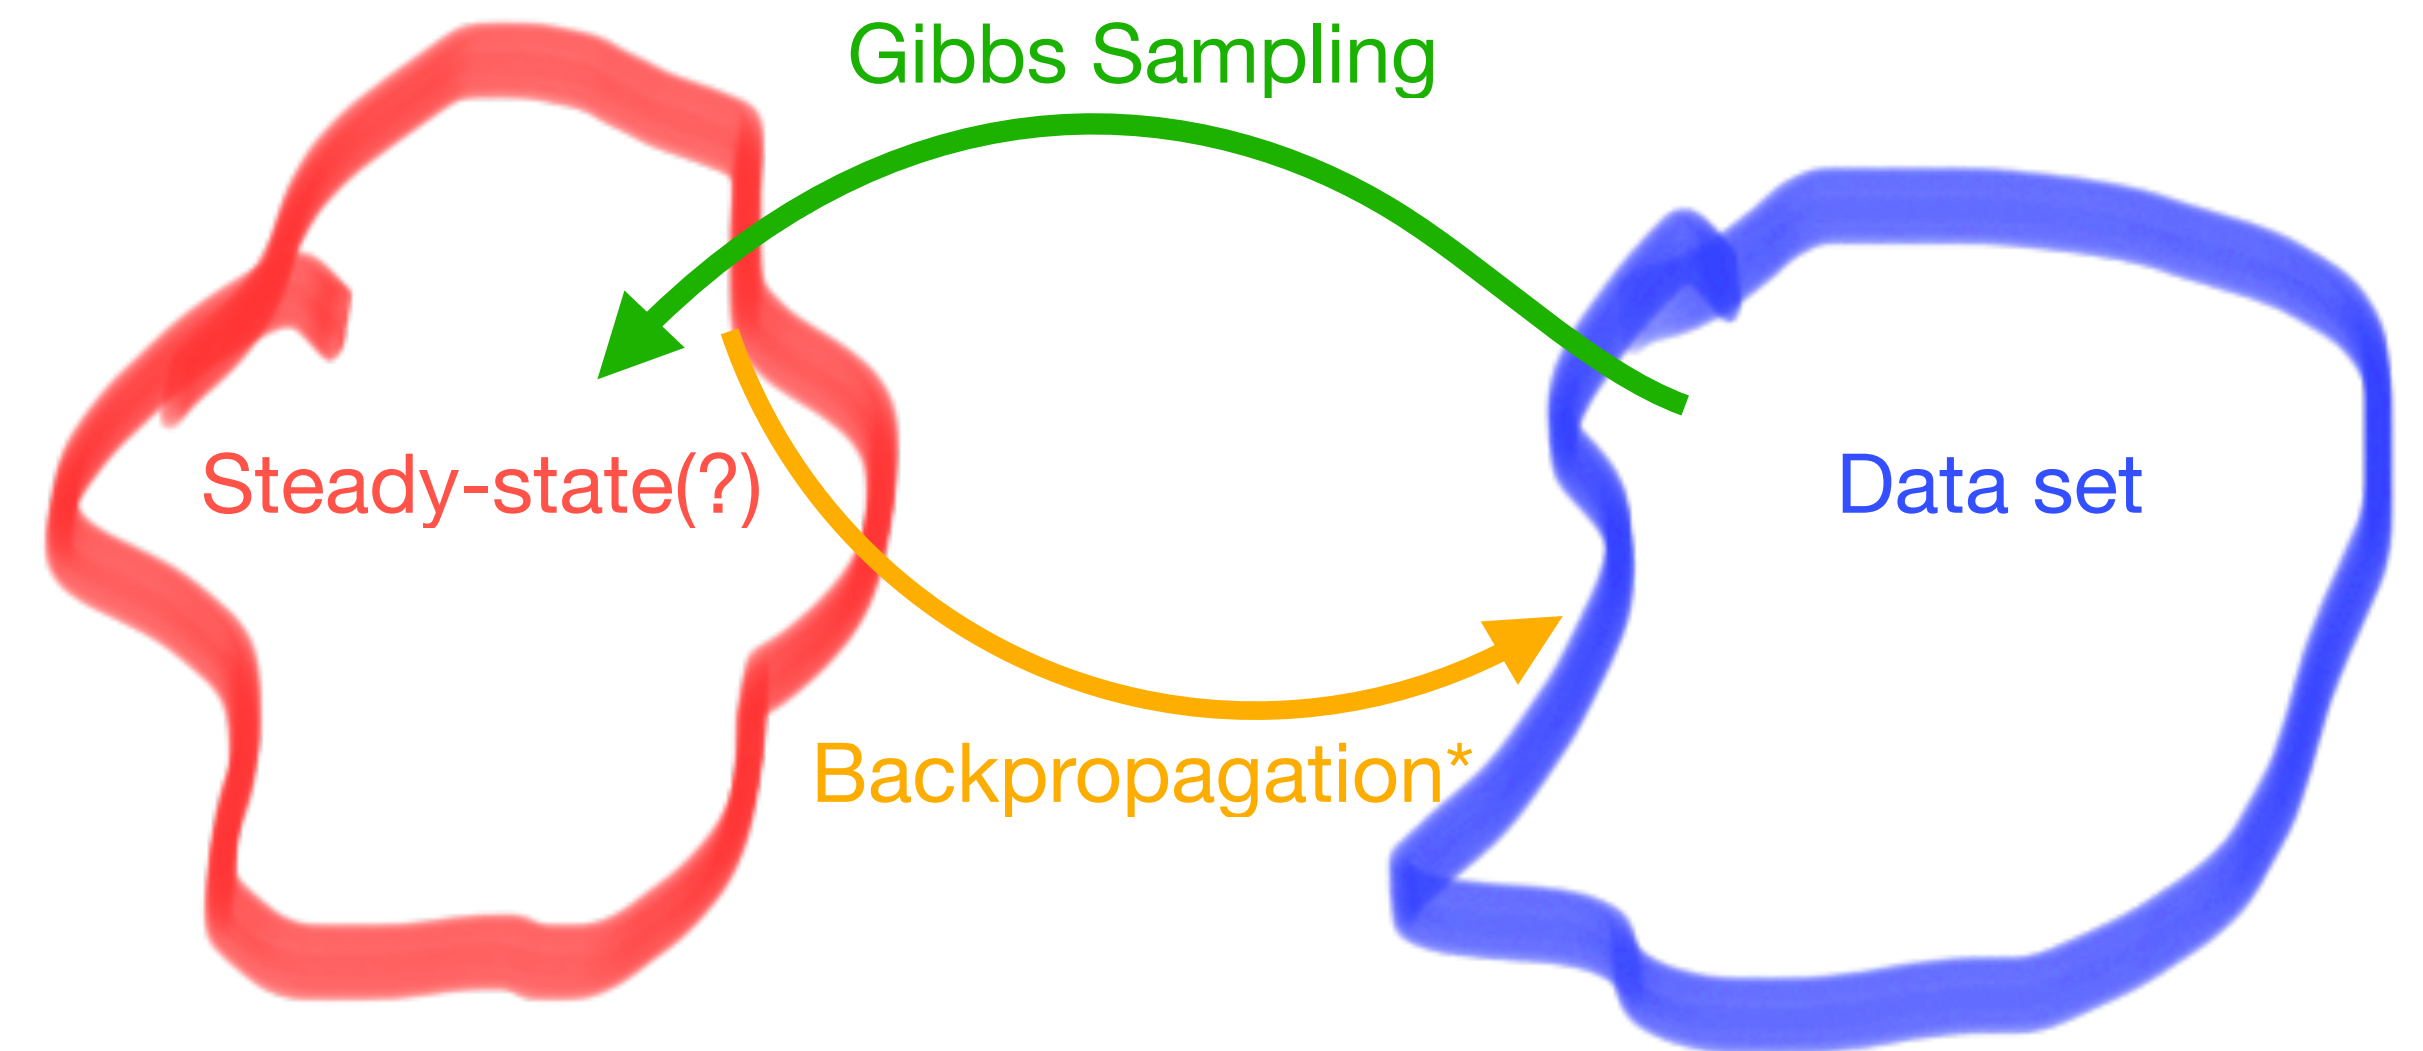 Gibbs Sampling
Steady-state(?)
Data set
Backpropagation*